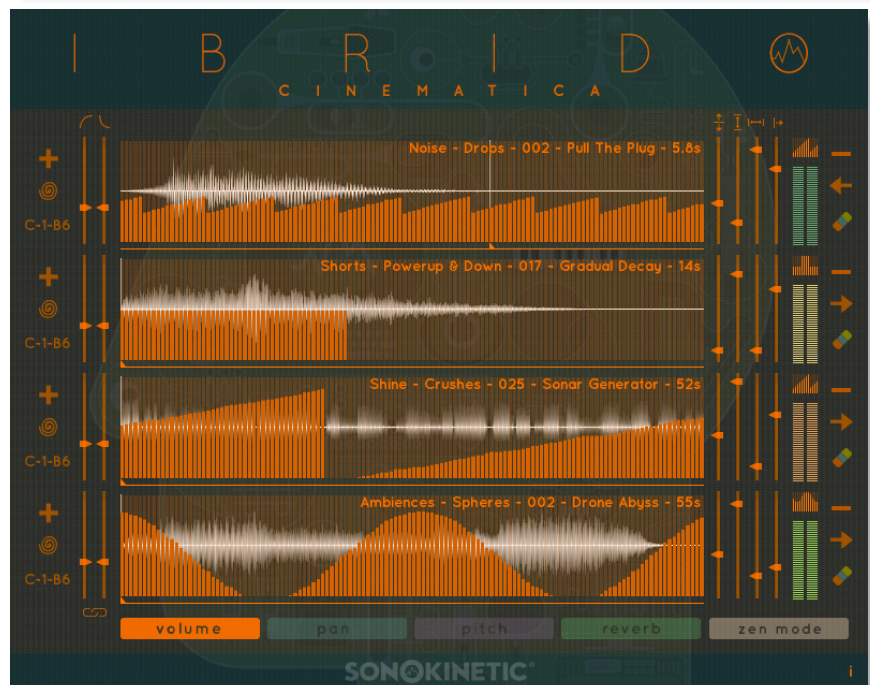 IBRID
CINEMATICA
Noise - Drops - 002 - Pull The Plug - 5.8s
C-1-B6
Shorts - Powerup & Down - 017 - Gradual Decay - 14s
C-1-B6
Shine - Crushes - 025 - Sonar Generator - 52s
C-1-B6
Ambiences - Spheres - 002 - Drone Abyss - 55s
C-1-B6
volume pan pitch reverb zen mode
SONOKINETIC
i